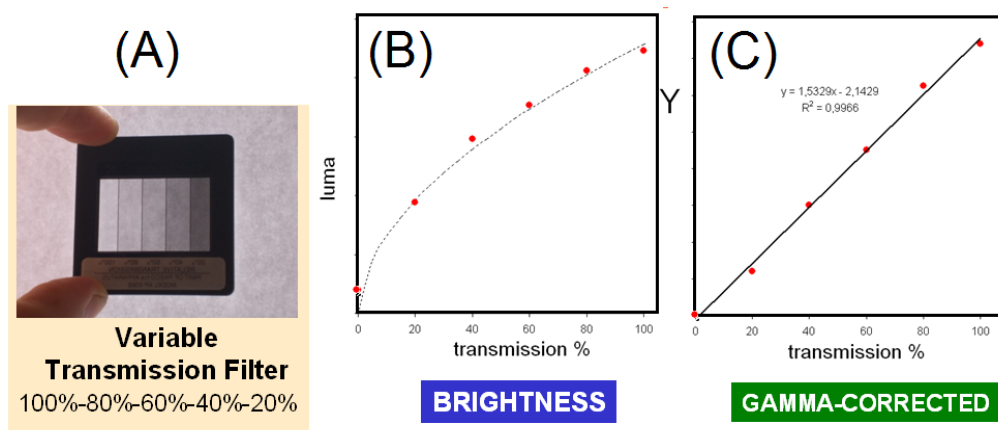 (A)
Variable
Transmission Filter
100%-80%-60%-40%-20%
(B)
luma
0 20 40 60 80 100
transmission %
BRIGHTNESS
(C)
Y
y = 1,5329x - 2,1429
R² = 0,9966
0 20 40 60 80 100
transmission %
GAMMA-CORRECTED